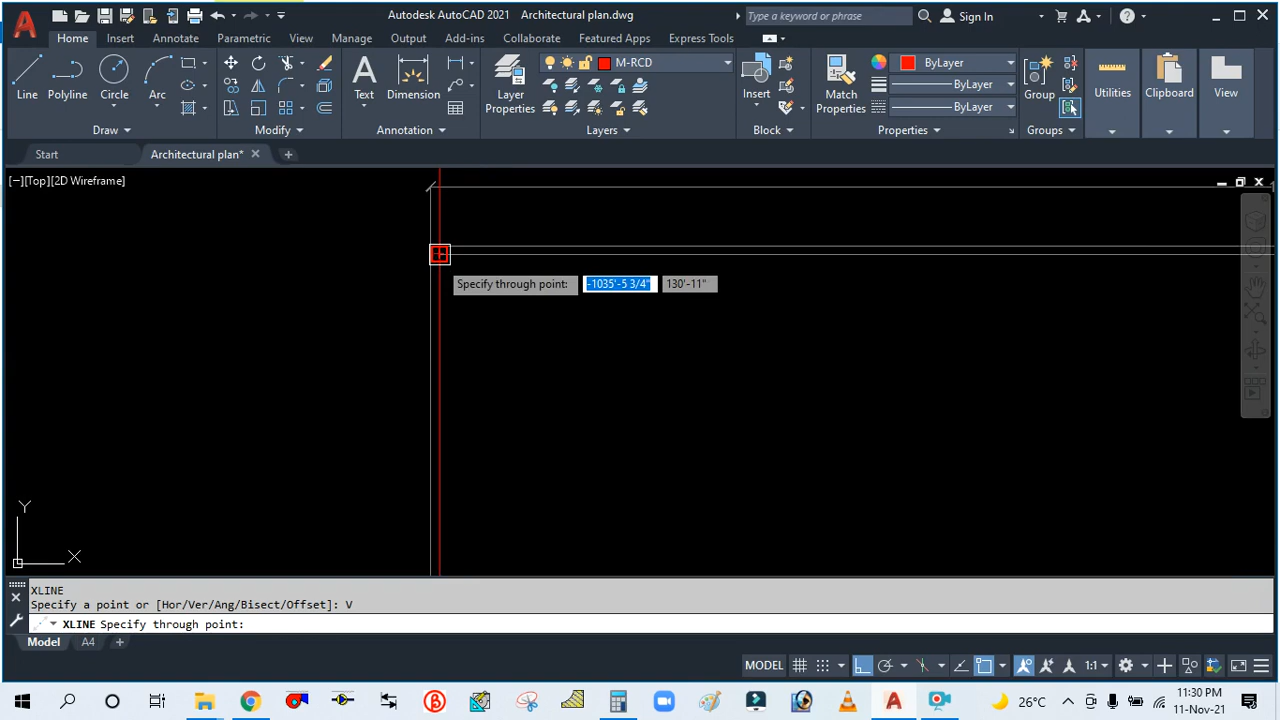 Autodesk AutoCAD 2021 Architectural plan.dwg
Type a keyword or phrase
Sign In
Home Insert Annotate Parametric View Manage Output Add-ins Collaborate Featured Apps Express Tools
M-RCD
ByLayer
ByLayer
ByLayer
Line Polyline Circle Arc
Text Dimension
Layer Properties
Insert
Match Properties
Group
Utilities
Clipboard
View
Draw Modify Annotation Layers Block Properties Groups
Start Architectural plan*
[−][Top][2D Wireframe]
Specify through point: -1035'-5 3/4" 130'-11"
Y
X
XLINE
Specify a point or [Hor/Ver/Ang/Bisect/Offset]: V
XLINE Specify through point:
Model A4
MODEL 1:1
26°C
11:30 PM
11-Nov-21